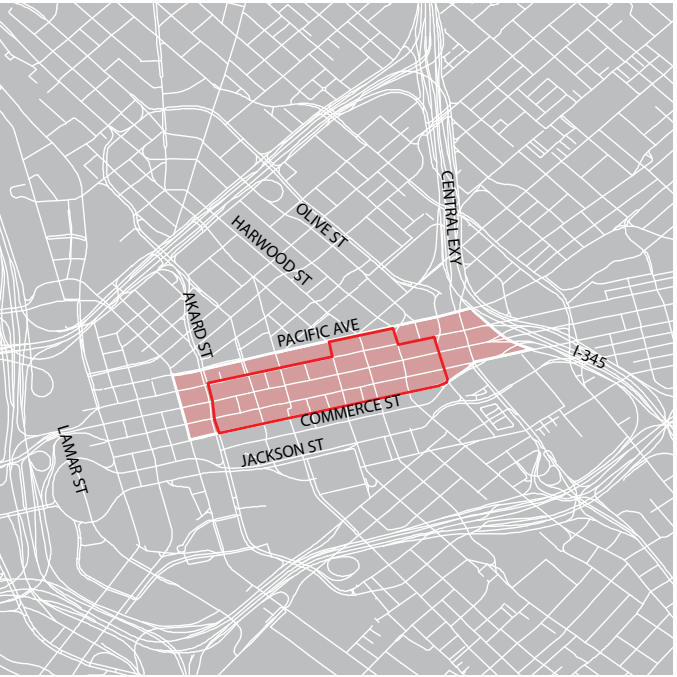 CENTRAL EXY
OLIVE ST
HARWOOD ST
AKARD ST
PACIFIC AVE
I-345
COMMERCE ST
JACKSON ST
LAMAR ST